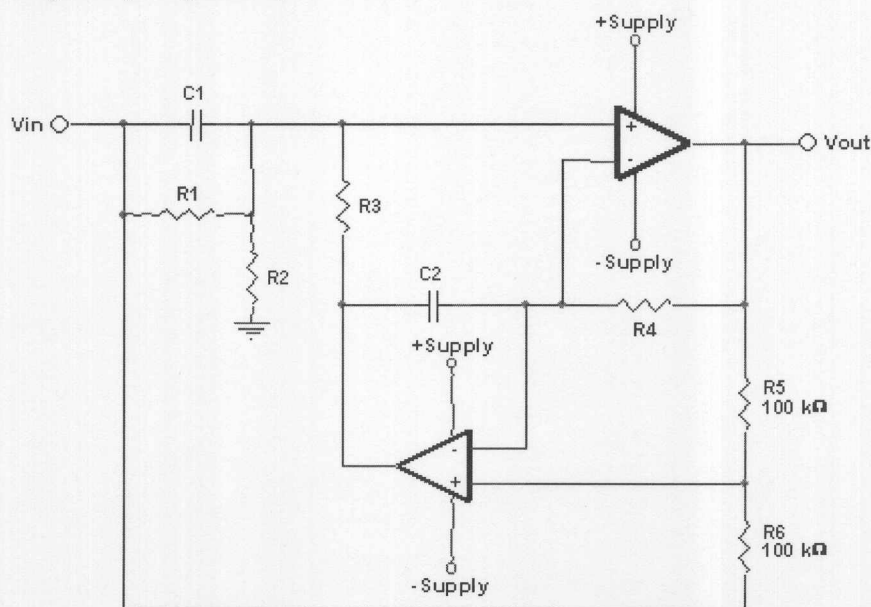 +Supply
C1
Vin
+
-
Vout
R1
R3
R2
-Supply
C2
R4
+Supply
R5
100 kΩ
-
+
R6
100 kΩ
-Supply